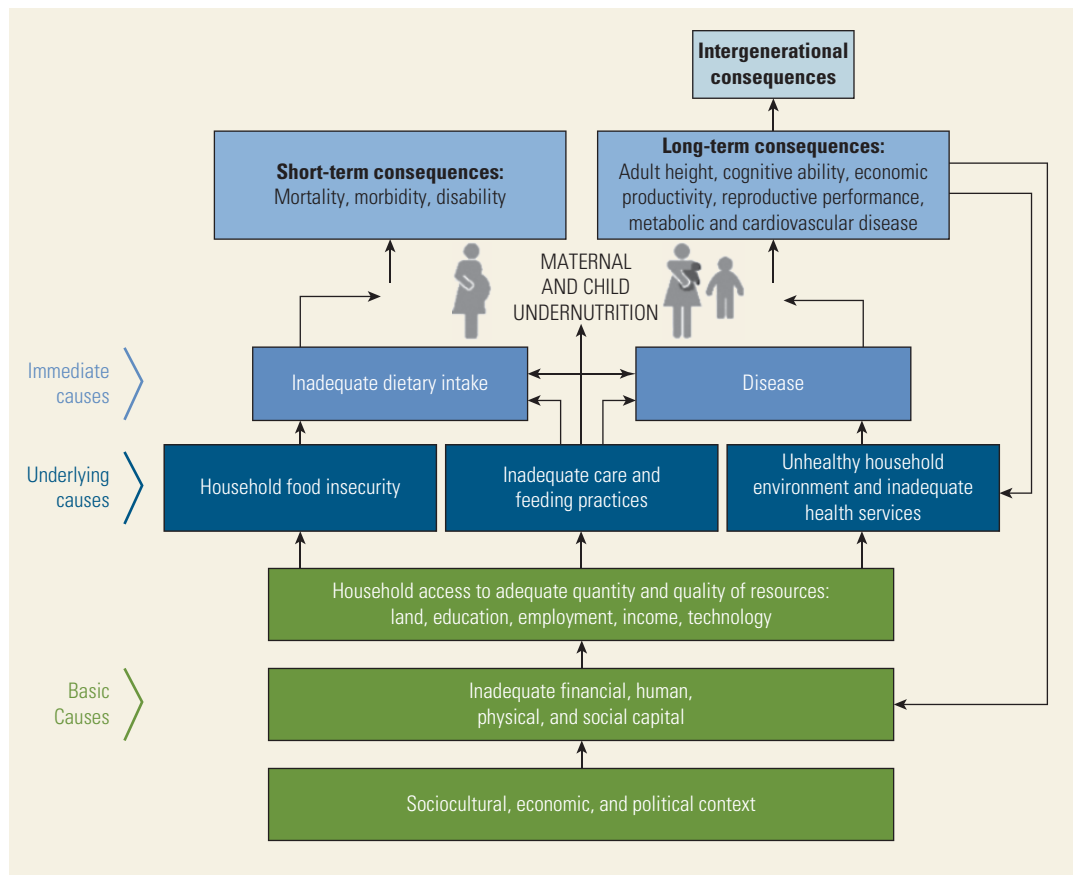 Intergenerational
consequences
Short-term consequences:
Mortality, morbidity, disability
Long-term consequences:
Adult height, cognitive ability, economic
productivity, reproductive performance,
metabolic and cardiovascular disease
MATERNAL
AND CHILD
UNDERNUTRITION
Immediate
causes
Inadequate dietary intake
Disease
Underlying
causes
Household food insecurity
Inadequate care and
feeding practices
Unhealthy household
environment and inadequate
health services
Household access to adequate quantity and quality of resources:
land, education, employment, income, technology
Basic
Causes
Inadequate financial, human,
physical, and social capital
Sociocultural, economic, and political context